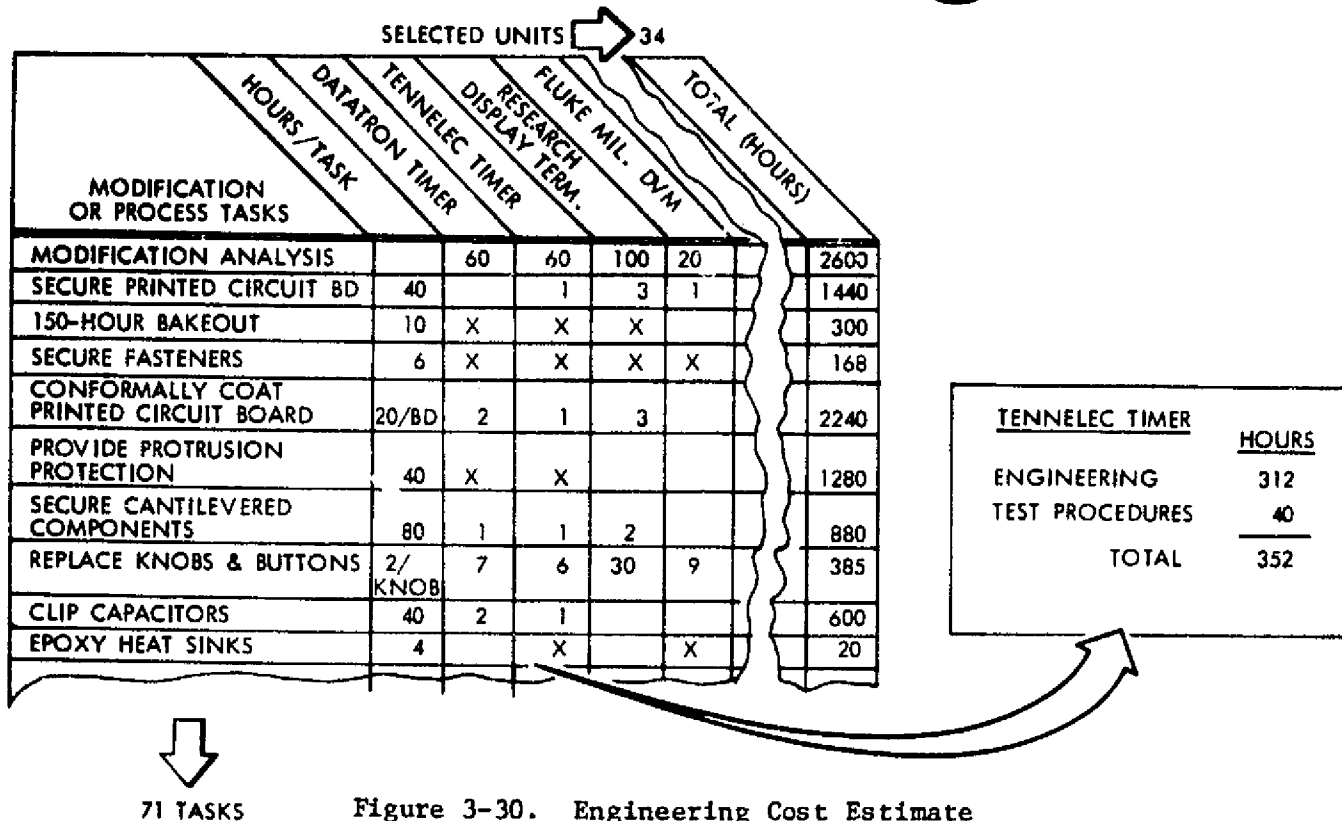 SELECTED UNITS 34
MODIFICATION
OR PROCESS TASKS
HOURS/TASK
DATATRON TIMER
TENNELEC TIMER
RESEARCH
DISPLAY TERM.
FLUKE MIL. DVM
TOTAL (HOURS)
MODIFICATION ANALYSIS 60 60 100 20 2600
SECURE PRINTED CIRCUIT BD 40 1 3 1 1440
150-HOUR BAKEOUT 10 X X X 300
SECURE FASTENERS 6 X X X X 168
CONFORMALLY COAT
PRINTED CIRCUIT BOARD 20/BD 2 1 3 2240
PROVIDE PROTRUSION
PROTECTION 40 X X 1280
SECURE CANTILEVERED
COMPONENTS 80 1 1 2 880
REPLACE KNOBS & BUTTONS 2/ 7 6 30 9 385
KNOB
CLIP CAPACITORS 40 2 1 600
EPOXY HEAT SINKS 4 X X 20
TENNELEC TIMER
HOURS
ENGINEERING 312
TEST PROCEDURES 40
TOTAL 352
71 TASKS
Figure 3-30. Engineering Cost Estimate